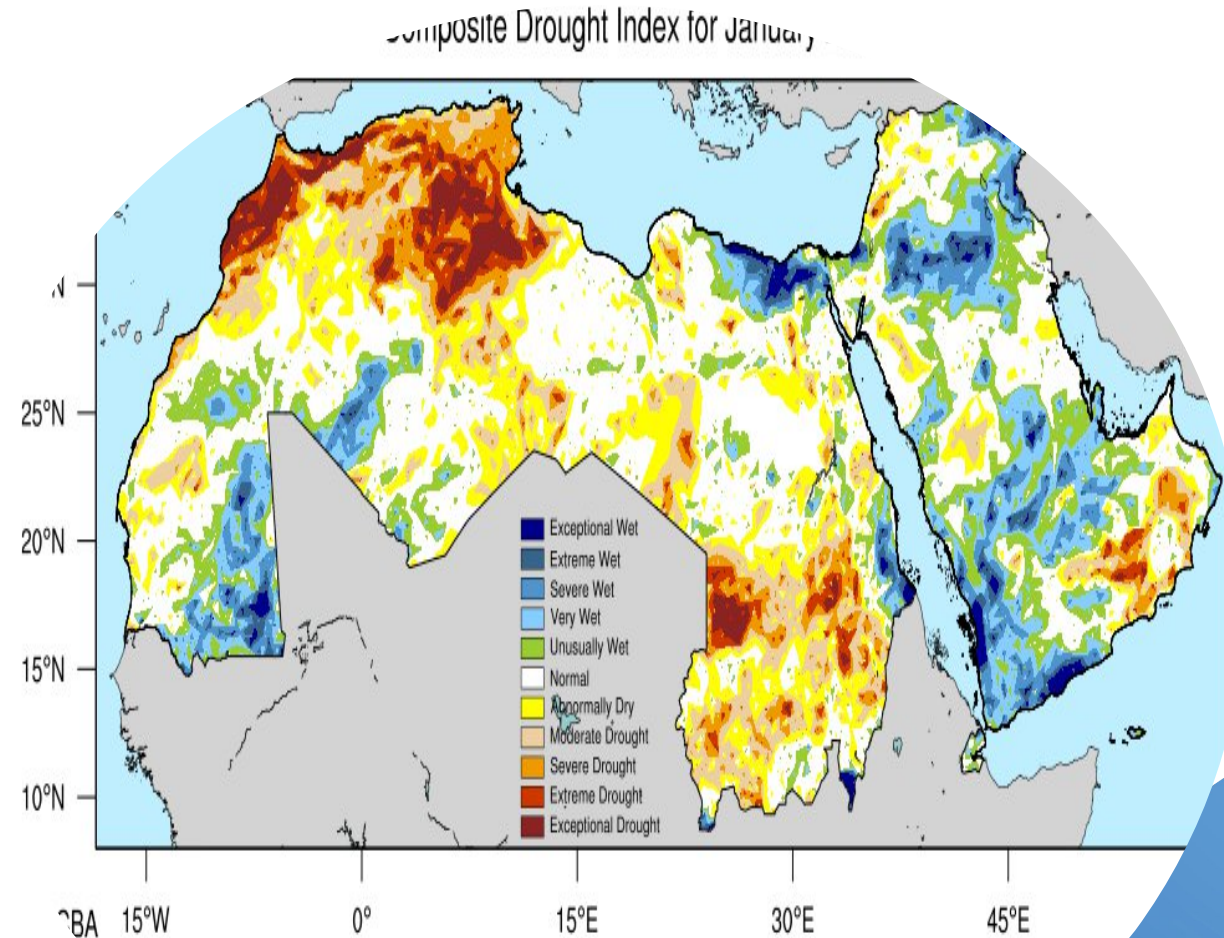 Composite Drought Index for January
N
25°N
20°N
15°N
10°N
Exceptional Wet
Extreme Wet
Severe Wet
Very Wet
Unusually Wet
Normal
Abnormally Dry
Moderate Drought
Severe Drought
Extreme Drought
Exceptional Drought
BA 15°W 0° 15°E 30°E 45°E